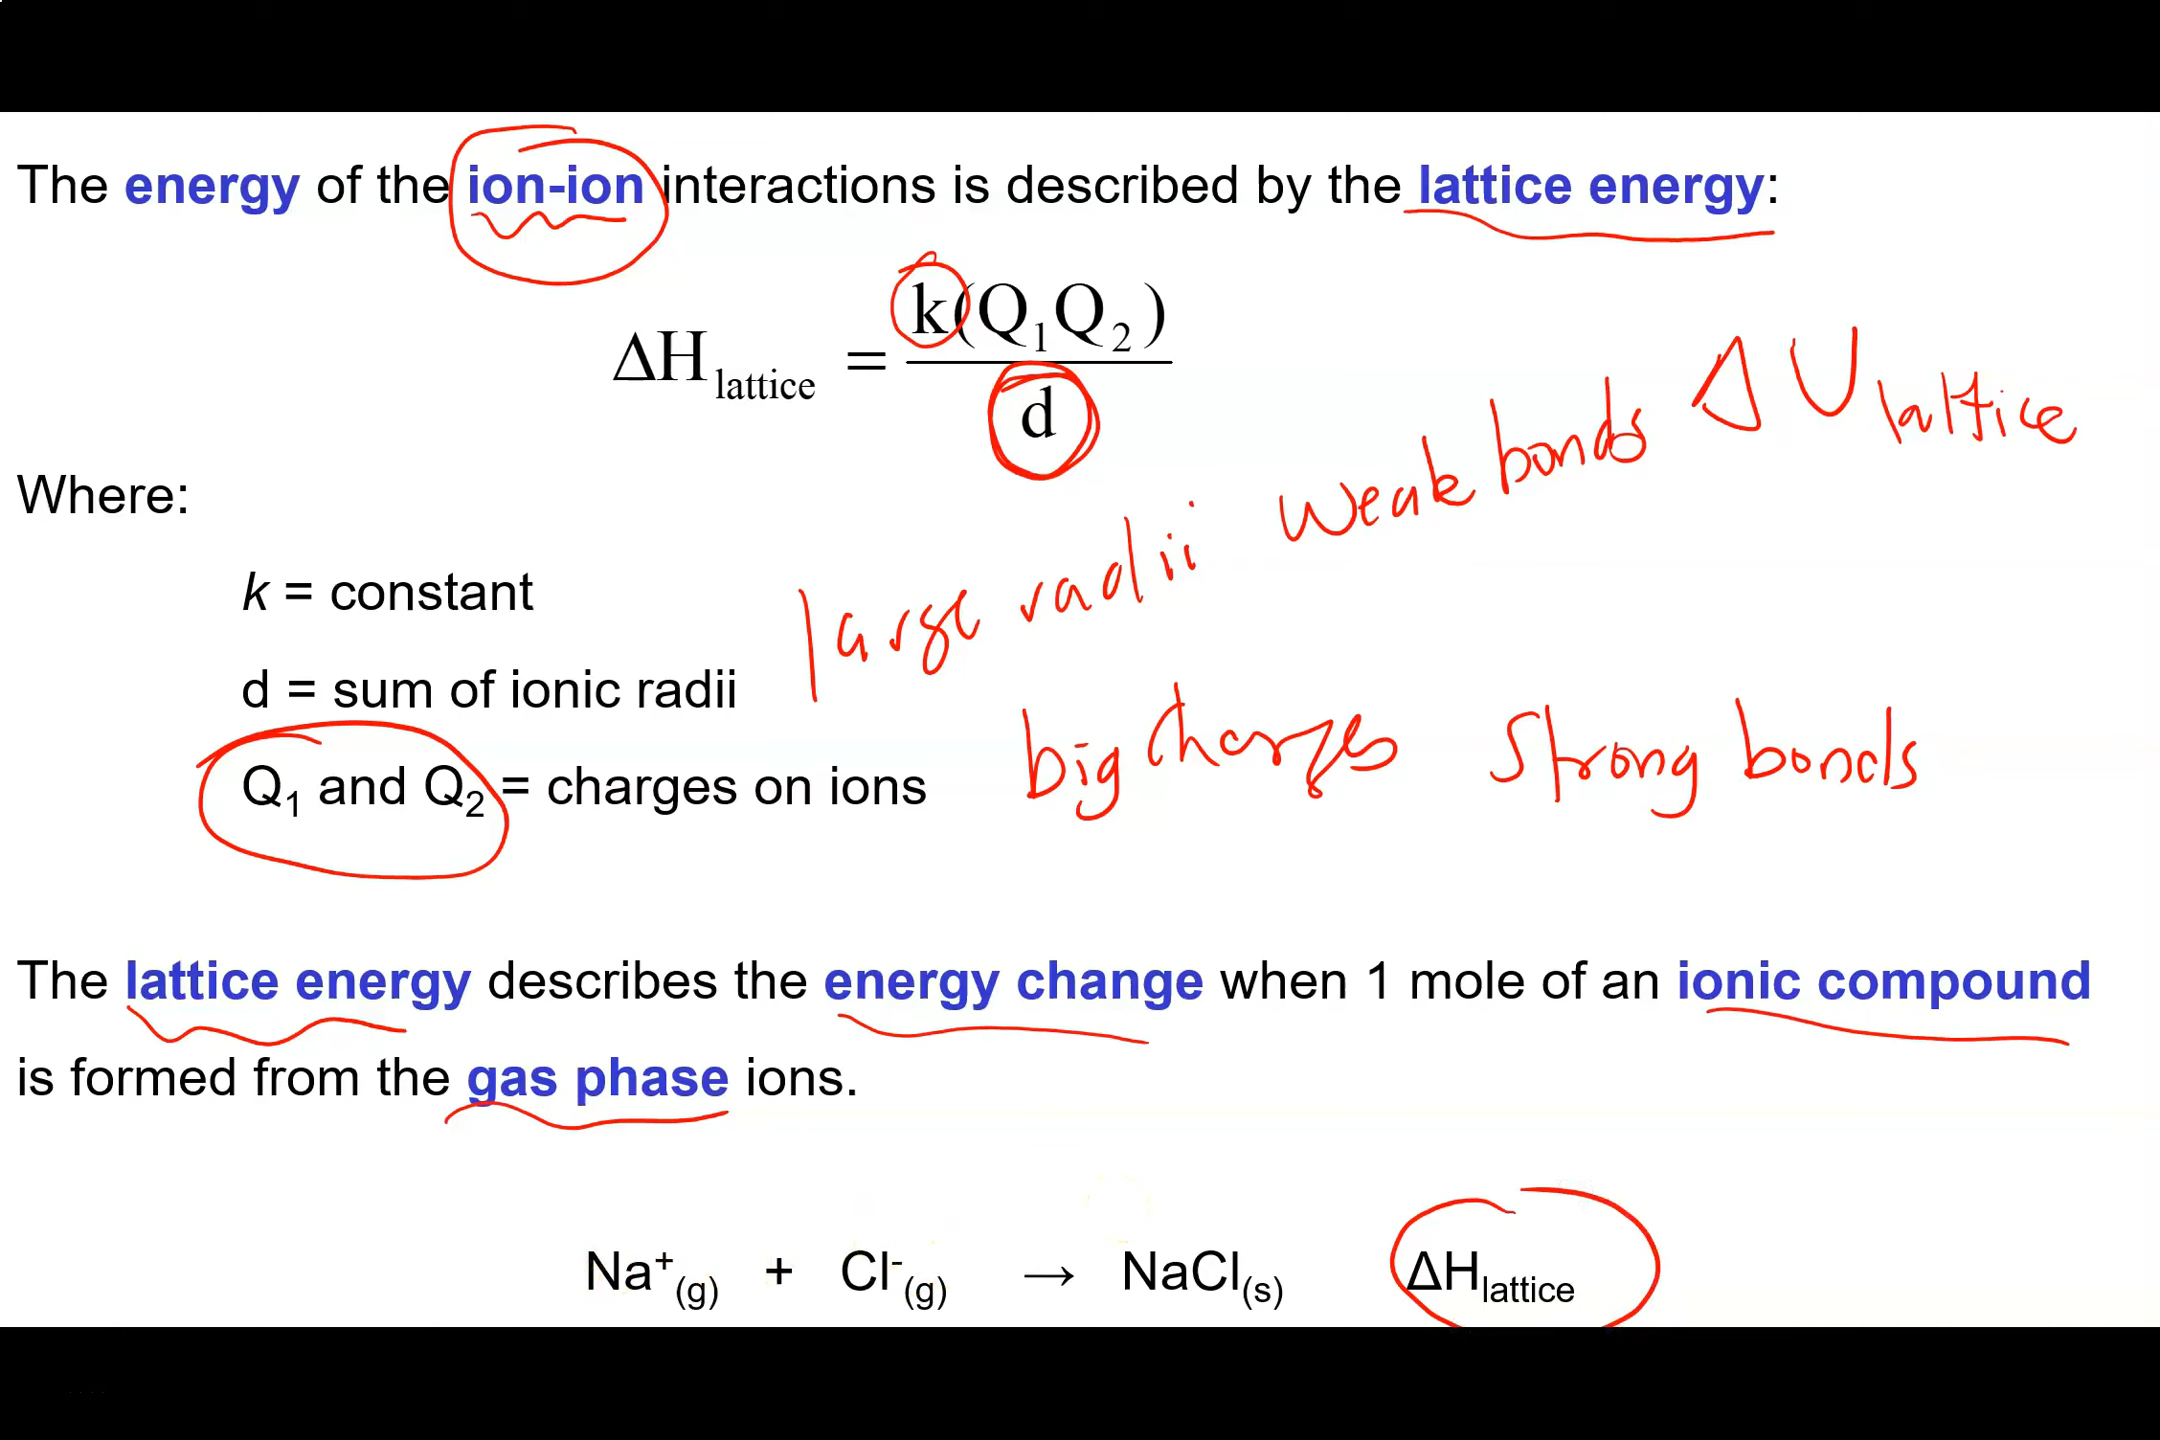 The energy of the ion-ion interactions is described by the lattice energy:
ΔH lattice = k(Q₁Q₂) / d
ΔU lattice
Where:
k = constant
large radii weak bonds
d = sum of ionic radii
Q₁ and Q₂ = charges on ions
big charges strong bonds
The lattice energy describes the energy change when 1 mole of an ionic compound
is formed from the gas phase ions.
Na⁺(g) + Cl⁻(g) → NaCl(s) ΔHlattice